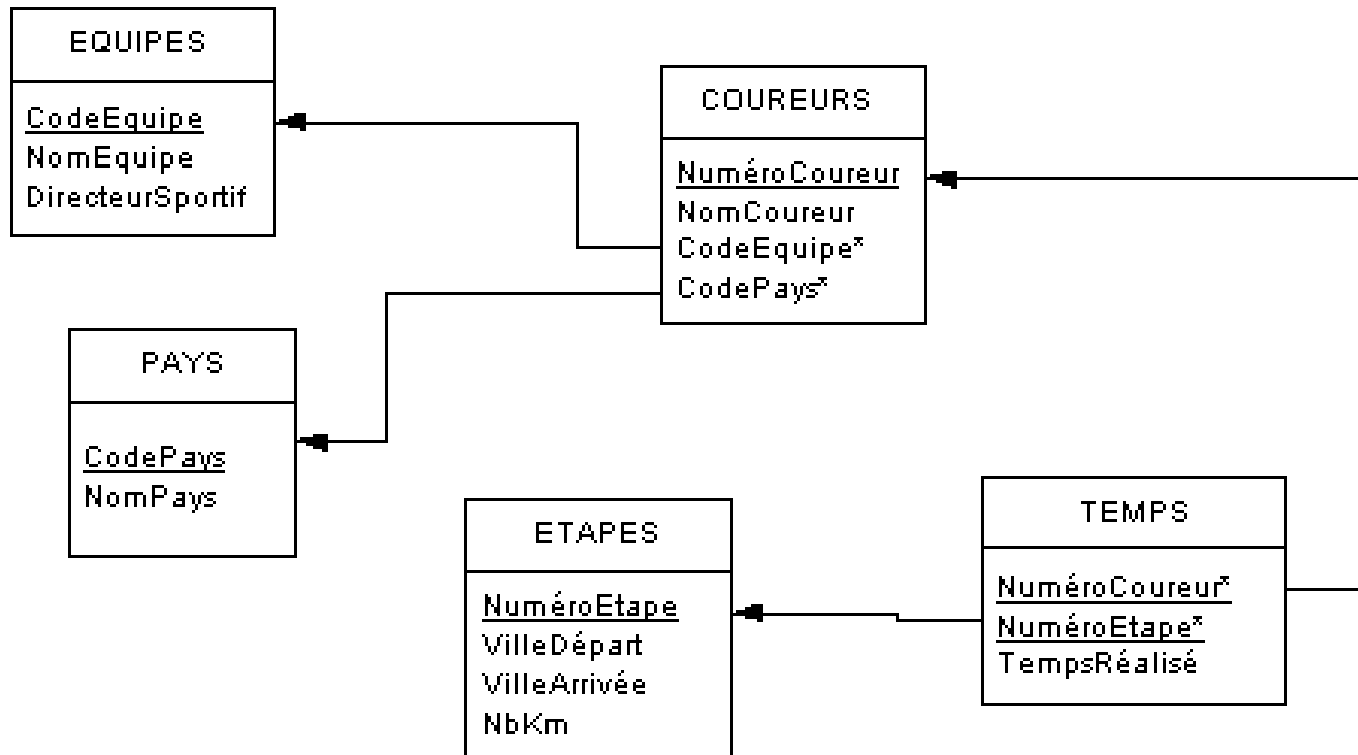 EQUIPES
CodeEquipe
NomEquipe
DirecteurSportif
COUREURS
NuméroCoureur
NomCoureur
CodeEquipe*
CodePays*
PAYS
CodePays
NomPays
ETAPES
NuméroEtape
VilleDépart
VilleArrivée
NbKm
TEMPS
NuméroCoureur*
NuméroEtape*
TempsRéalisé